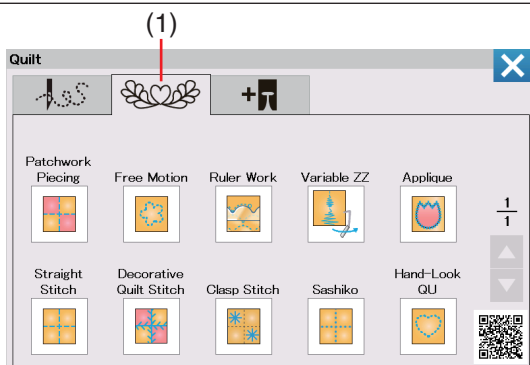 (1)
Quilt
Patchwork
Piecing
Free Motion
Ruler Work
Variable ZZ
Applique
1
1
Straight
Stitch
Decorative
Quilt Stitch
Clasp Stitch
Sashiko
Hand-Look
QU